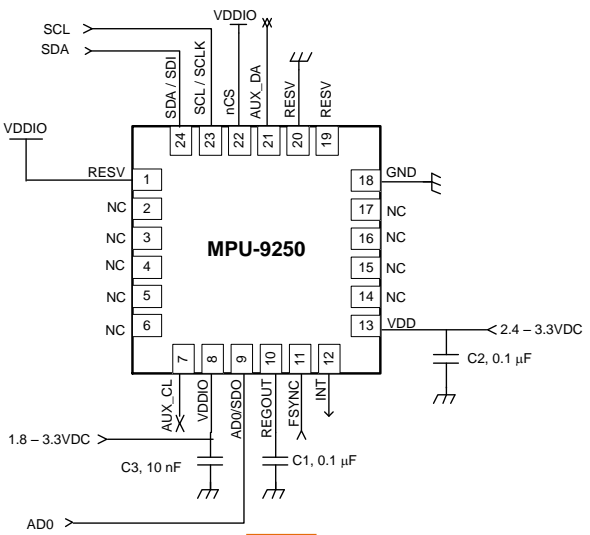 SCL
SDA
VDDIO
SDA / SDI
SCL / SCLK
nCS
AUX_DA
RESV
RESV
24
23
22
21
20
19
VDDIO
RESV
1
18
GND
NC
2
17
NC
NC
3
16
NC
MPU-9250
NC
4
15
NC
NC
5
14
NC
NC
6
13
VDD
2.4 – 3.3VDC
7
8
9
10
11
12
C2, 0.1 μF
AUX_CL
VDDIO
AD0/SDO
REGOUT
FSYNC
INT
1.8 – 3.3VDC
C3, 10 nF
C1, 0.1 μF
AD0